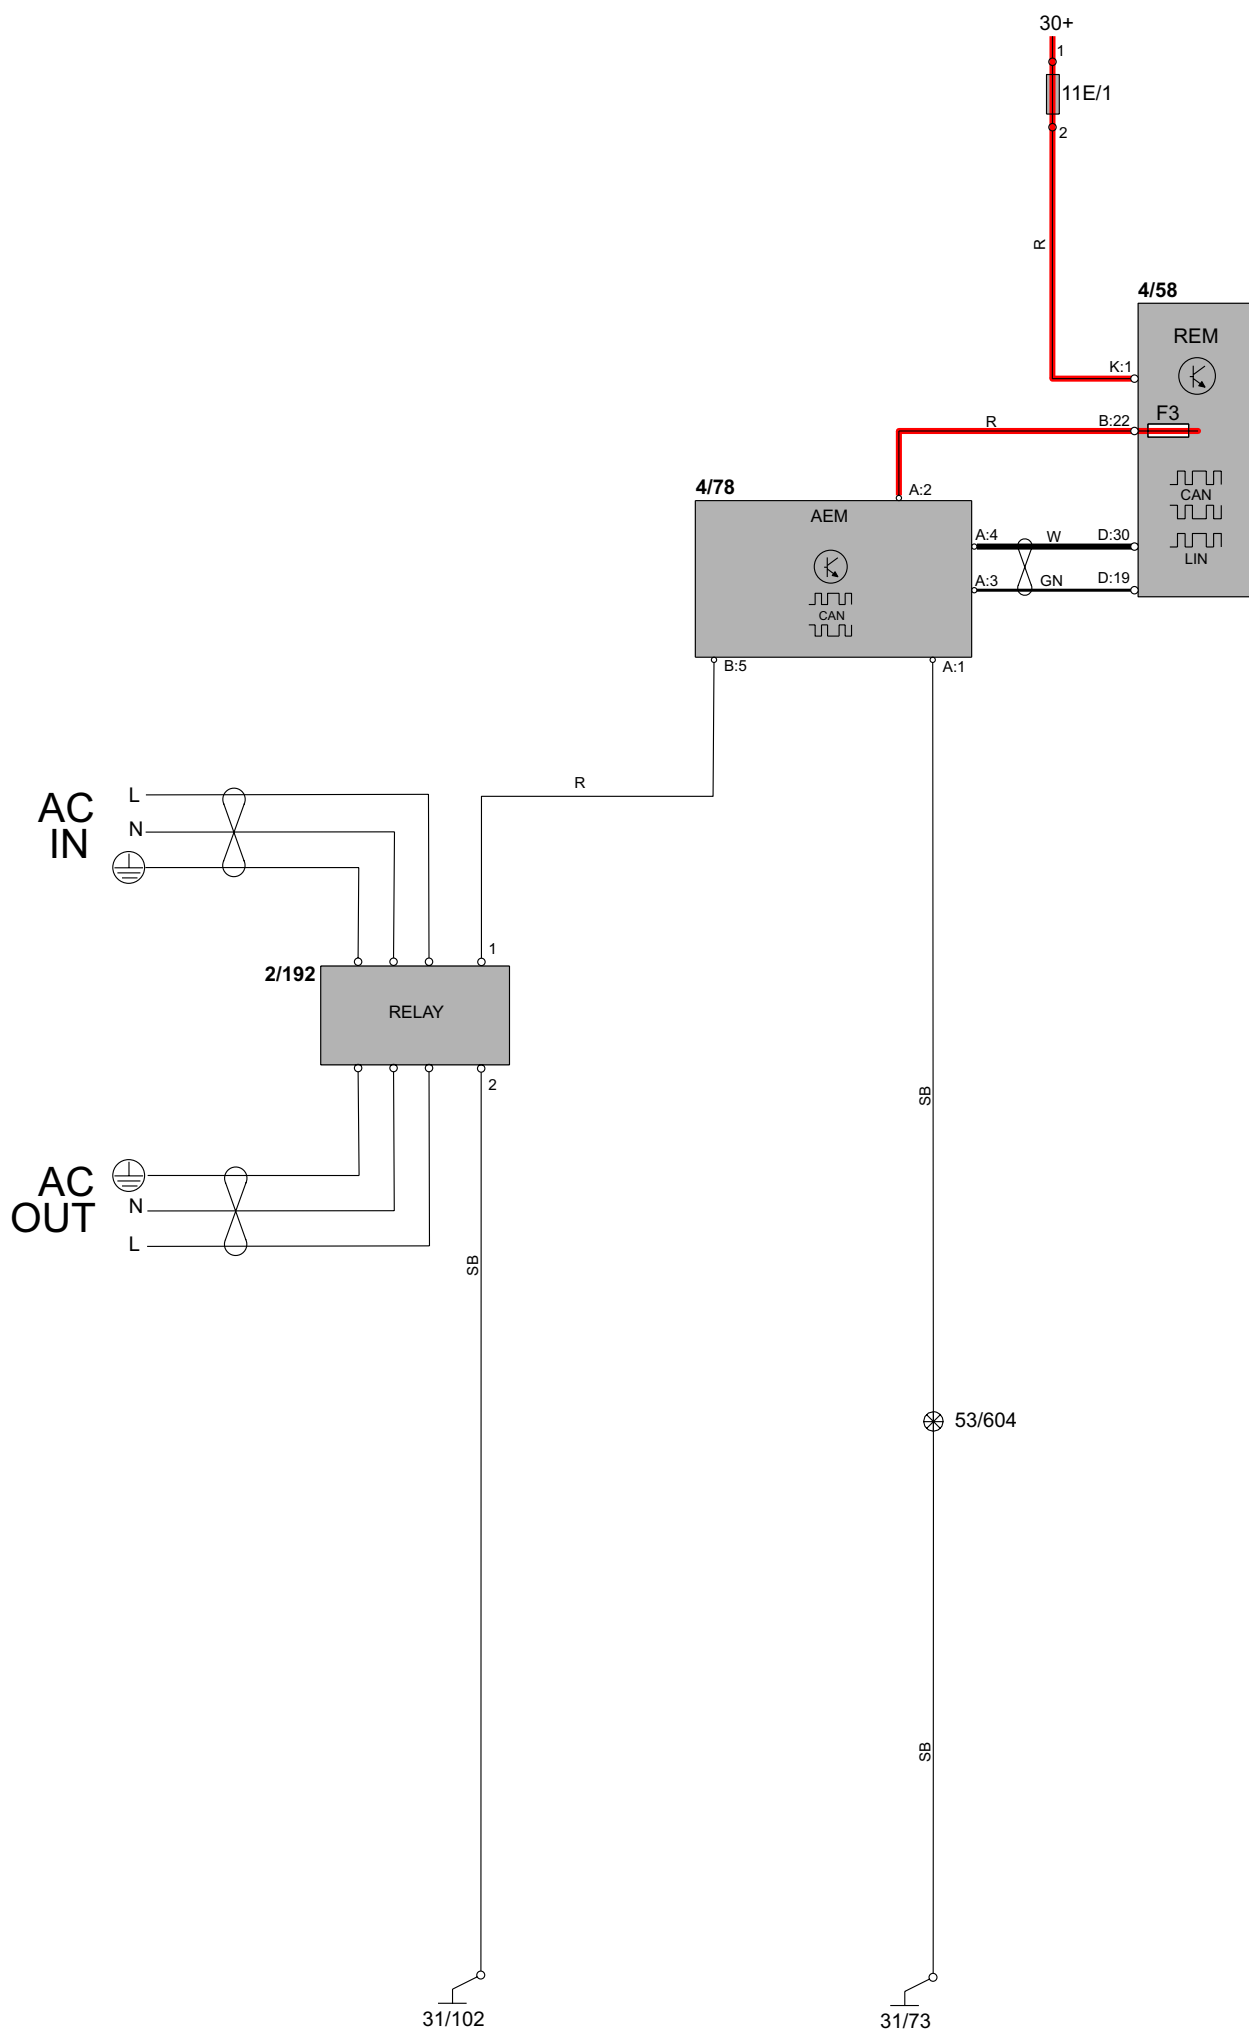 30+
1
11E/1
2
R
4/58
REM
K:1
F3
R
B:22
4/78
A:2
CAN
AEM
A:4
W
D:30
LIN
A:3
GN
D:19
CAN
B:5
A:1
R
AC
IN
L
N
1
2/192
RELAY
2
SB
AC
OUT
N
L
SB
53/604
SB
31/102
31/73